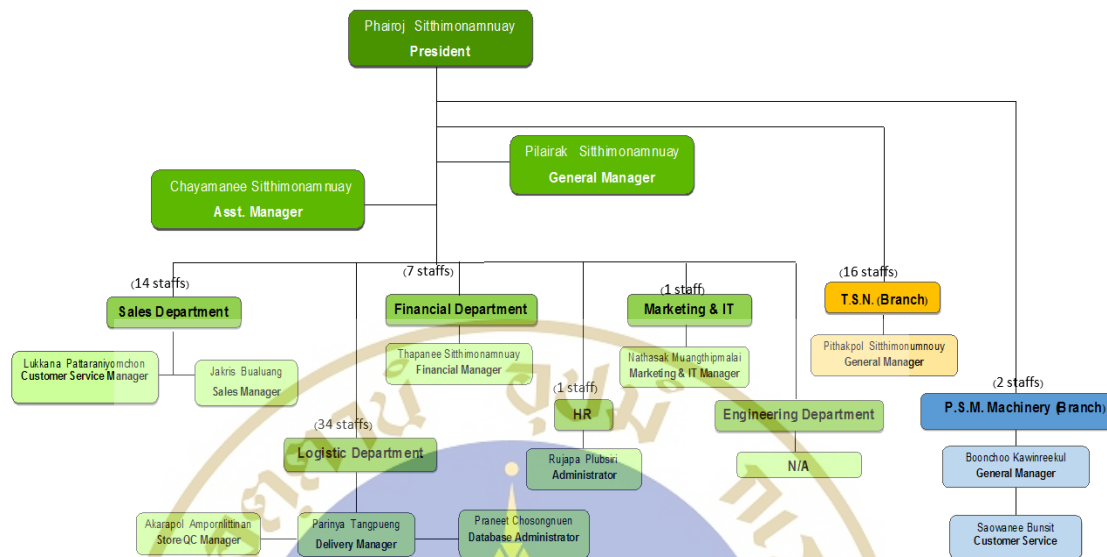 Phairoj Sitthimonamnuay
President
Pilairak Sitthimonamnuay
General Manager
Chayamanee Sitthimonamnuay
Asst. Manager
(14 staffs)
Sales Department
Lukkana Pattaraniyomchon
Customer Service Manager
Jakris Bualuang
Sales Manager
(34 staffs)
Logistic Department
Akarapol Ampornlittinan
Store QC Manager
Parinya Tangpueng
Delivery Manager
Praneet Chosongnuen
Database Administrator
(7 staffs)
Financial Department
Thapanee Sitthimonamnuay
Financial Manager
(1 staff)
HR
Rujapa Plubsiri
Administrator
(1 staff)
Marketing & IT
Nathasak Muangthipmalai
Marketing & IT Manager
Engineering Department
N/A
(16 staffs)
T.S.N. (Branch)
Pithakpol Sitthimonumnouy
General Manager
(2 staffs)
P.S.M. Machinery (Branch)
Boonchoo Kawinreekul
General Manager
Saowanee Bunsit
Customer Service